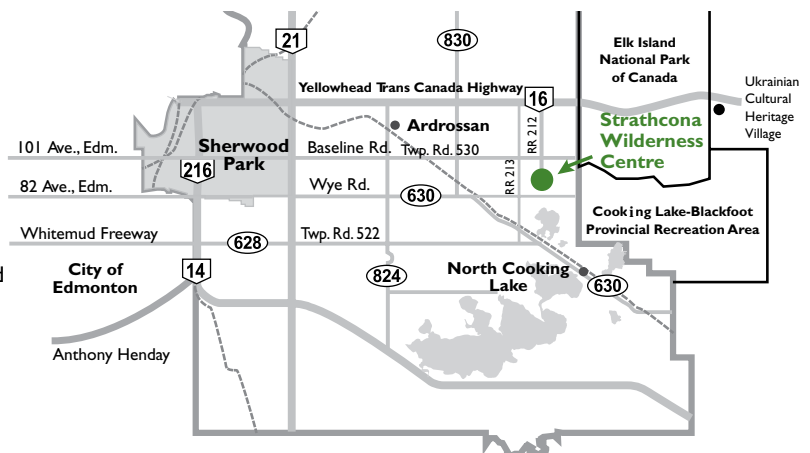 21
830
Elk Island
National Park
of Canada
Ukrainian
Cultural
Heritage
Village
Yellowhead Trans Canada Highway
16
Ardrossan
RR 212
Strathcona
Wilderness
Centre
101 Ave., Edm.
Sherwood
Park
Baseline Rd.
Twp. Rd. 530
216
82 Ave., Edm.
Wye Rd.
630
RR 213
Cooking Lake-Blackfoot
Provincial Recreation Area
Whitemud Freeway
628
Twp. Rd. 522
City of
Edmonton
14
824
North Cooking
Lake
630
Anthony Henday